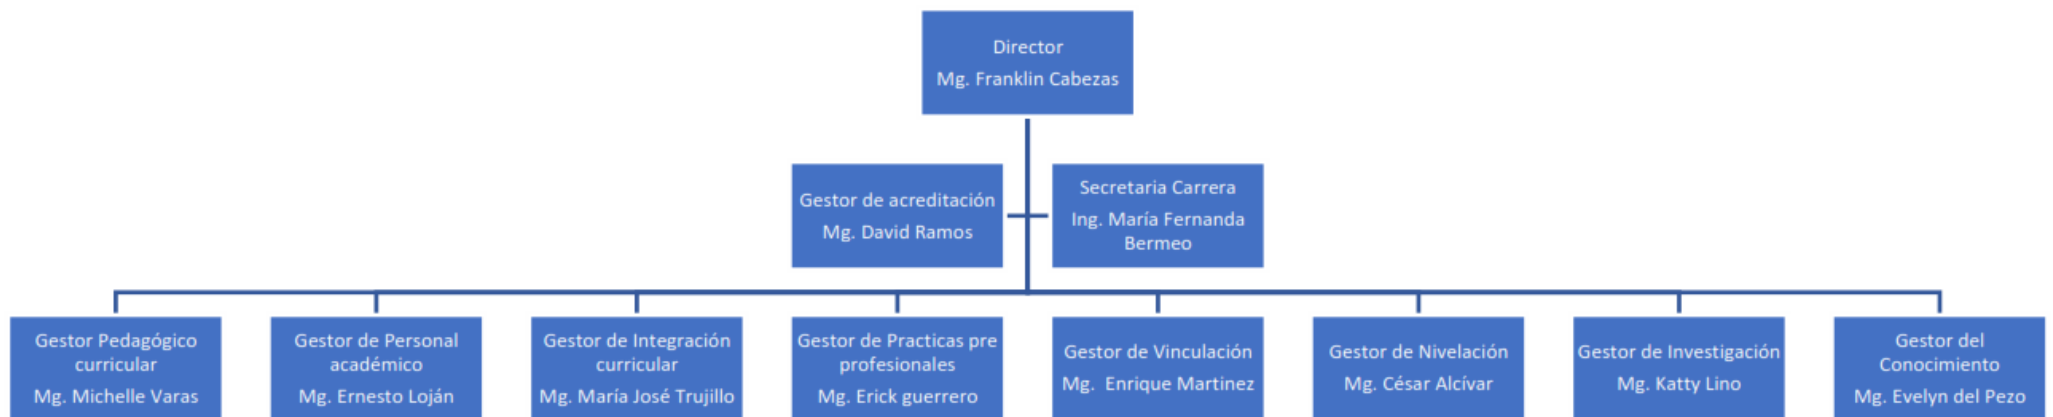 Director
Mg. Franklin Cabezas
Gestor de acreditación
Mg. David Ramos
Secretaria Carrera
Ing. María Fernanda
Bermeo
Gestor Pedagógico
curricular
Mg. Michelle Varas
Gestor de Personal
académico
Mg. Ernesto Loján
Gestor de Integración
curricular
Mg. María José Trujillo
Gestor de Practicas pre
profesionales
Mg. Erick guerrero
Gestor de Vinculación
Mg. Enrique Martinez
Gestor de Nivelación
Mg. César Alcívar
Gestor de Investigación
Mg. Katty Lino
Gestor del
Conocimiento
Mg. Evelyn del Pezo